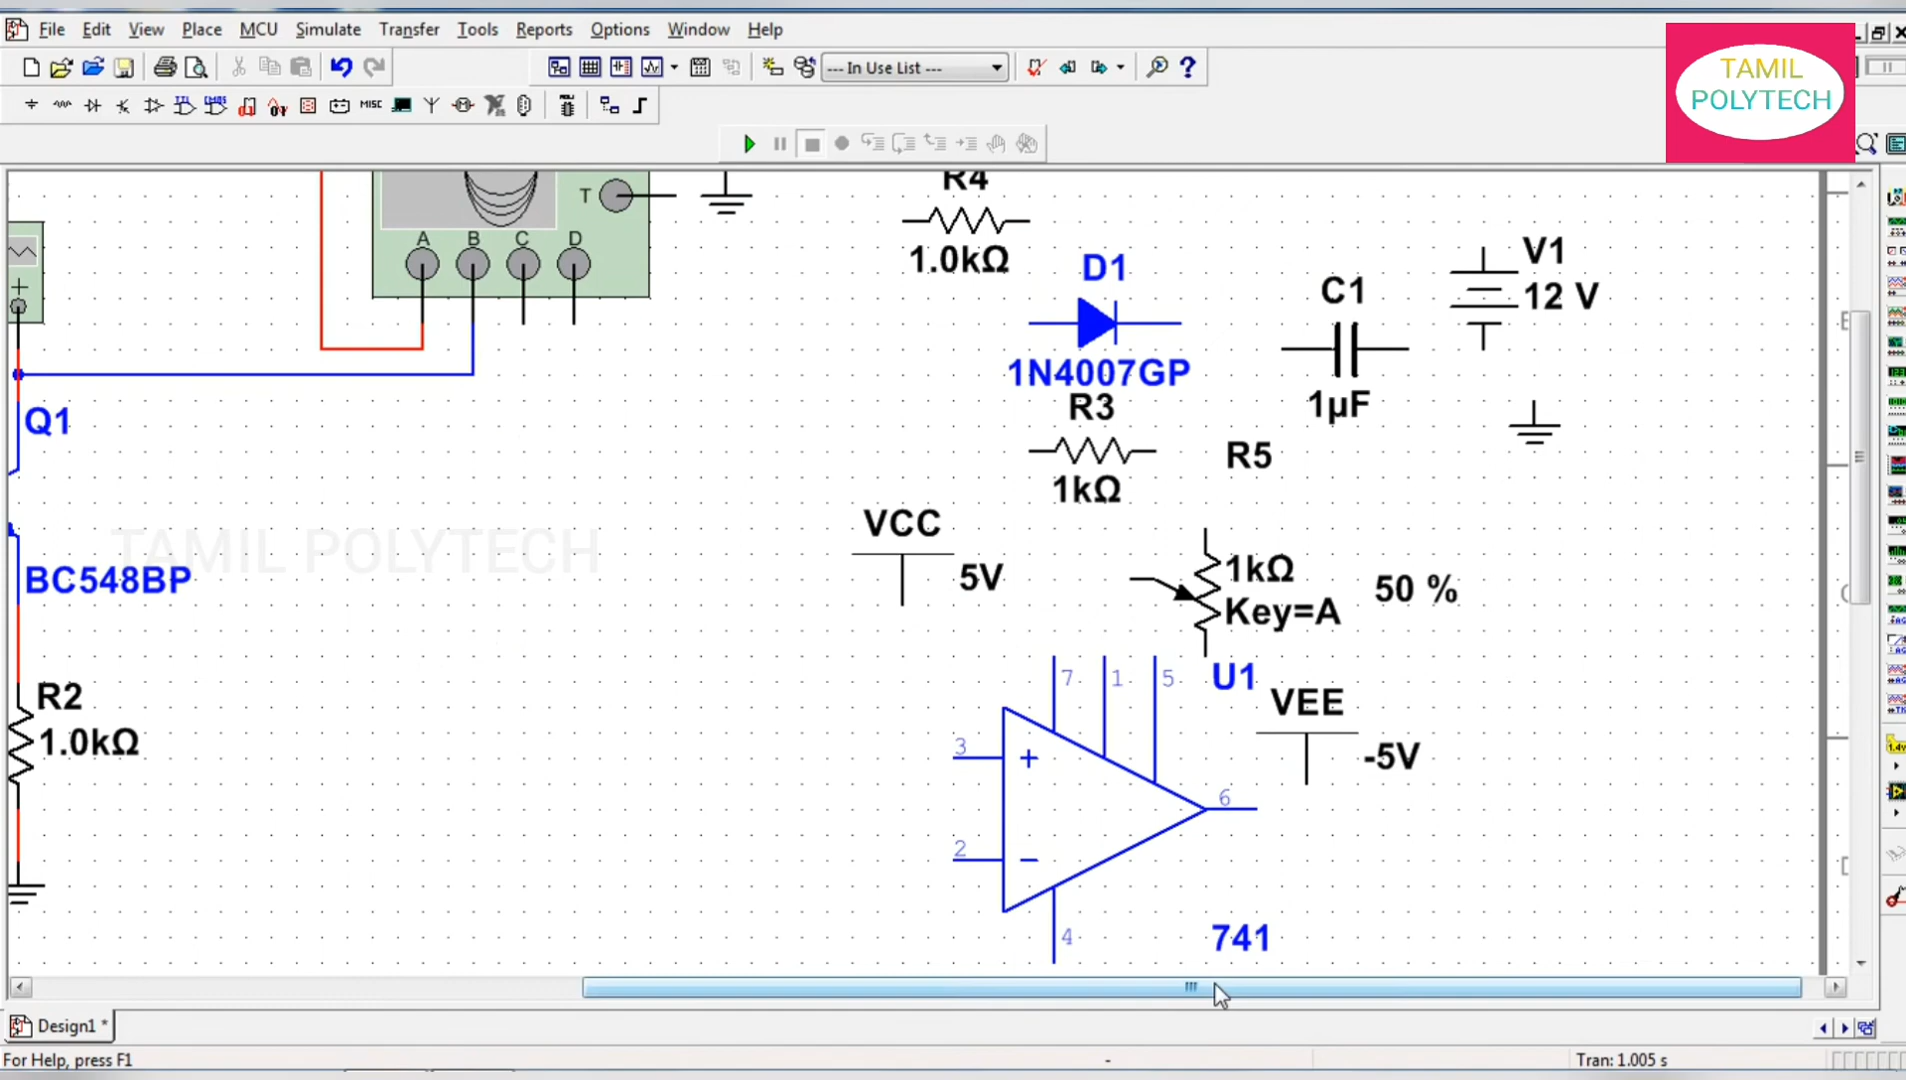 File Edit View Place MCU Simulate Transfer Tools Reports Options Window Help
TAMIL
POLYTECH
--- In Use List ---
MISC
R4
1.0kΩ
T
A B C D
D1
1N4007GP
C1
1µF
V1
12 V
R3
1kΩ
R5
1kΩ
Key=A
50 %
Q1
BC548BP
TAMIL POLYTECH
VCC
5V
R2
1.0kΩ
U1
7 1 5
3
2
6
4
741
VEE
-5V
Design1 *
For Help, press F1
-
Tran: 1.005 s